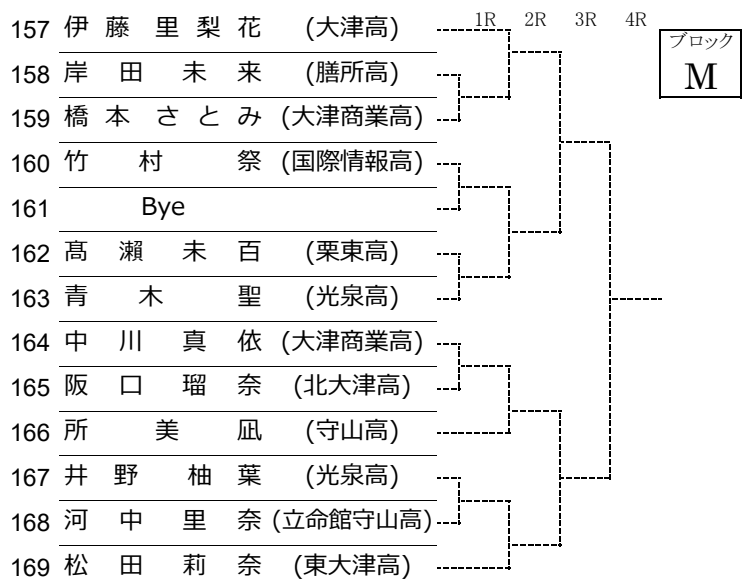 1R 2R 3R 4R
ブロック
M
157 伊藤里梨花 (大津高)
158 岸田未来 (膳所高)
159 橋本さとみ (大津商業高)
160 竹村祭 (国際情報高)
161 Bye
162 髙瀨未百 (栗東高)
163 青木聖 (光泉高)
164 中川真依 (大津商業高)
165 阪口瑠奈 (北大津高)
166 所美凪 (守山高)
167 井野柚葉 (光泉高)
168 河中里奈 (立命館守山高)
169 松田莉奈 (東大津高)